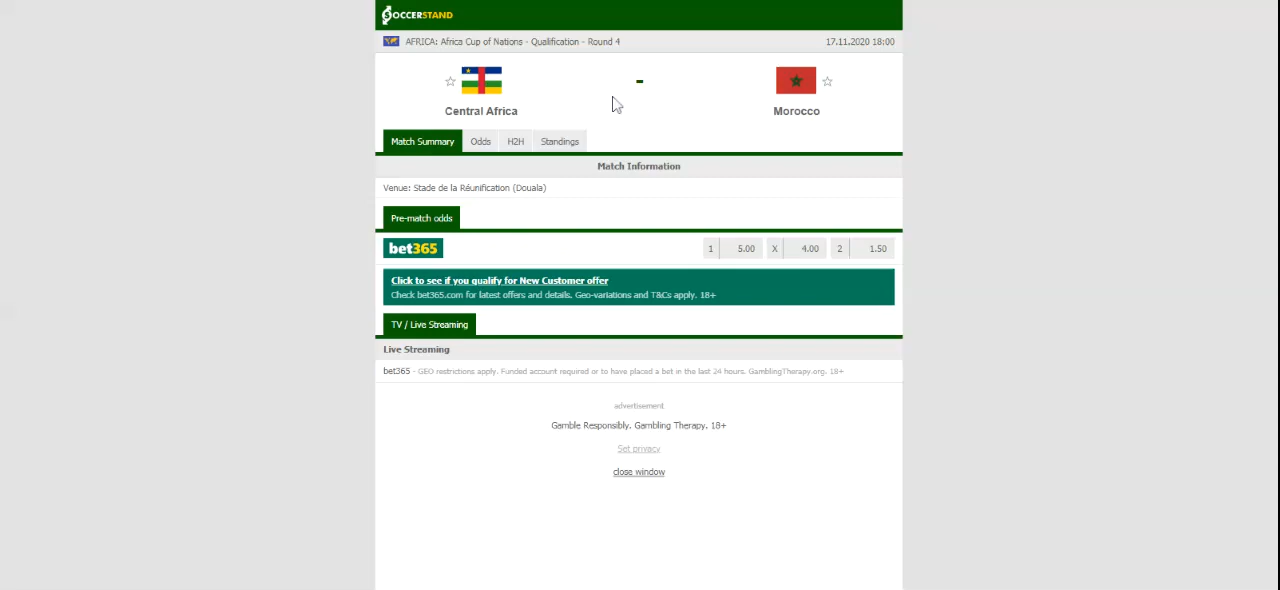 SOCCERSTAND
AFRICA: Africa Cup of Nations - Qualification - Round 4 17.11.2020 18:00
-
Central Africa Morocco
Match Summary Odds H2H Standings
Match Information
Venue: Stade de la Réunification (Douala)
Pre-match odds
bet365 1 5.00 X 4.00 2 1.50
Click to see if you qualify for New Customer offer
Check bet365.com for latest offers and details. Geo-variations and T&Cs apply. 18+
TV / Live Streaming
Live Streaming
bet365 - GEO restrictions apply. Funded account required or to have placed a bet in the last 24 hours. GamblingTherapy.org. 18+
advertisement
Gamble Responsibly. Gambling Therapy. 18+
Set privacy
close window